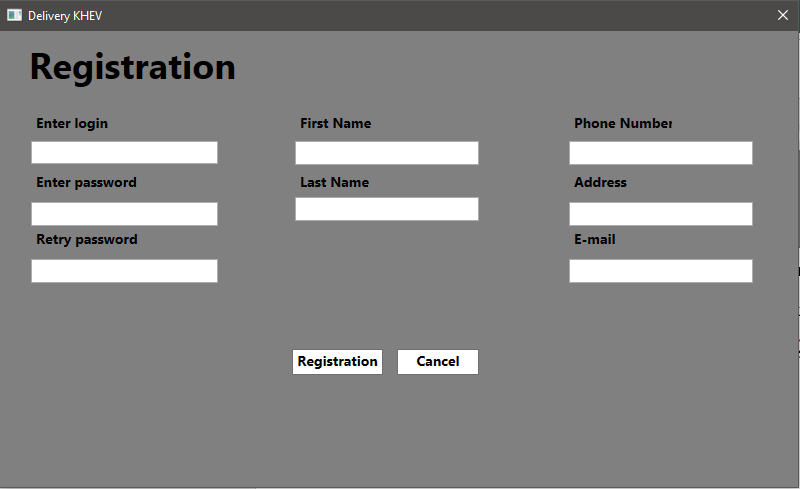 Delivery KHEV
Registration
Enter login
First Name
Phone Number
Enter password
Last Name
Address
Retry password
E-mail
Registration
Cancel